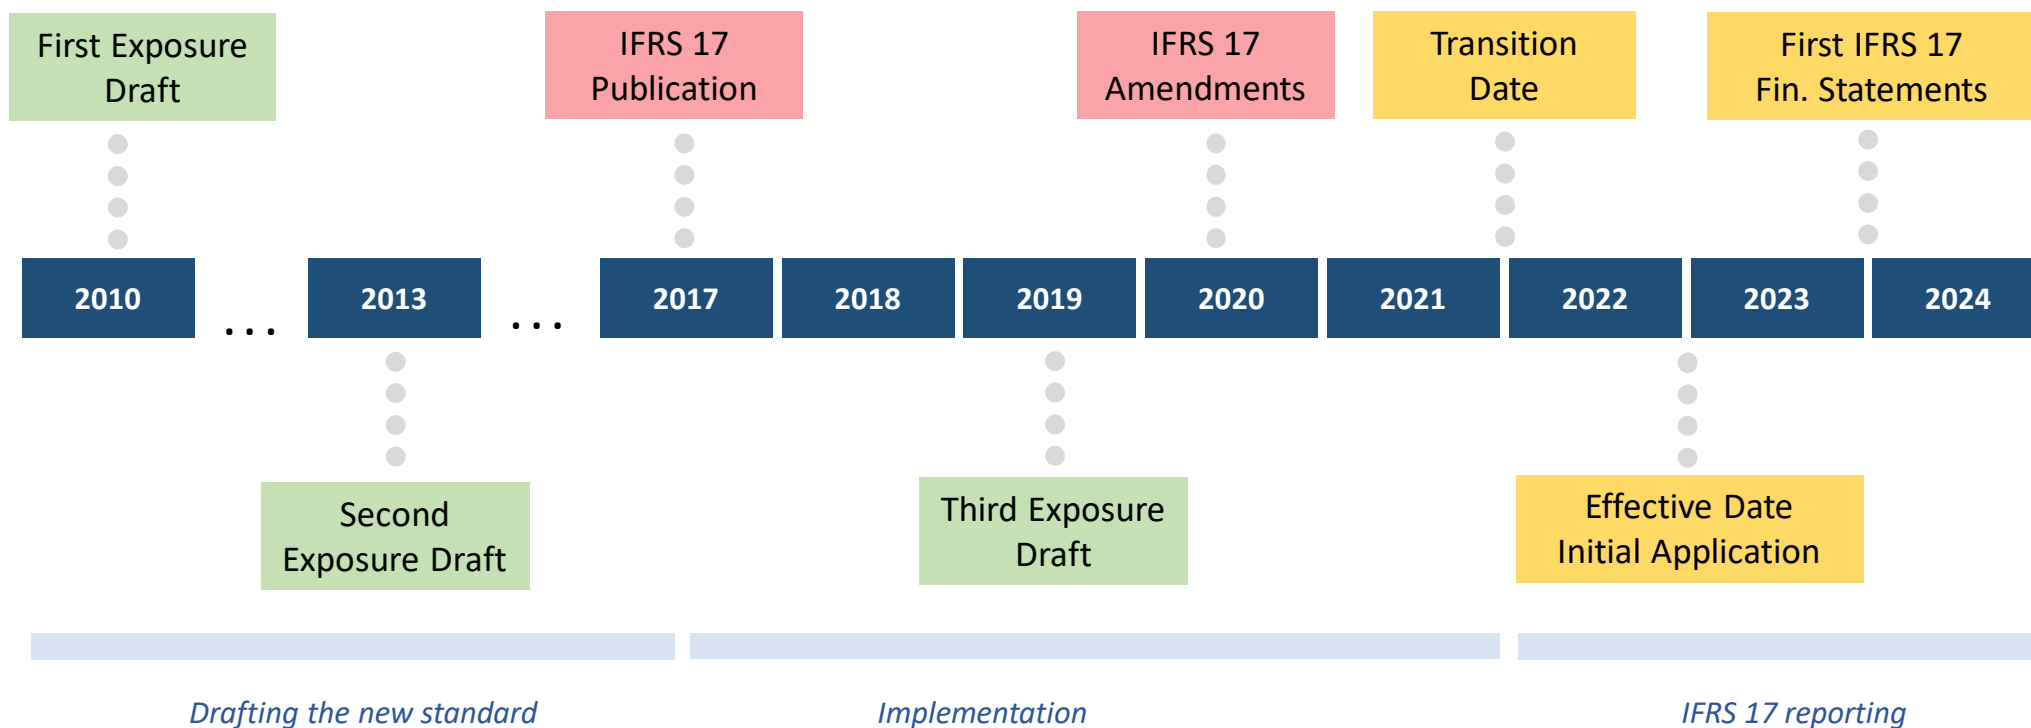 First Exposure
Draft
IFRS 17
Publication
IFRS 17
Amendments
Transition
Date
First IFRS 17
Fin. Statements
2010
...
2013
...
2017
2018
2019
2020
2021
2022
2023
2024
Second
Exposure Draft
Third Exposure
Draft
Effective Date
Initial Application
Drafting the new standard
Implementation
IFRS 17 reporting